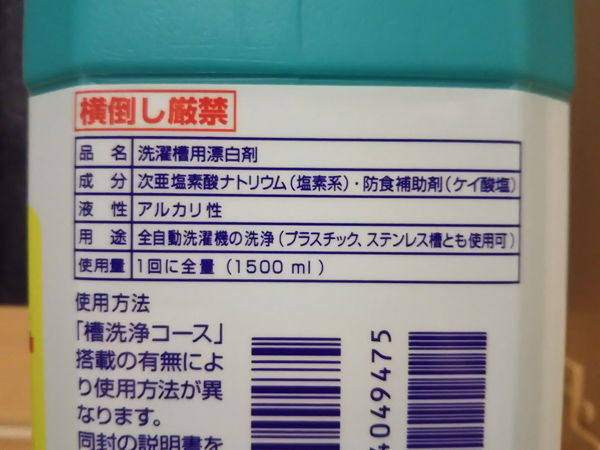 横倒し厳禁
品名 洗濯槽用漂白剤
成分 次亜塩素酸ナトリウム(塩素系)・防食補助剤(ケイ酸塩)
液性 アルカリ性
用途 全自動洗濯機の洗浄(プラスチック、ステンレス槽とも使用可)
使用量 1回に全量(1500 ml)
使用方法
「槽洗浄コース」
搭載の有無によ
り使用方法が異
なります。
同封の説明書を
4049475